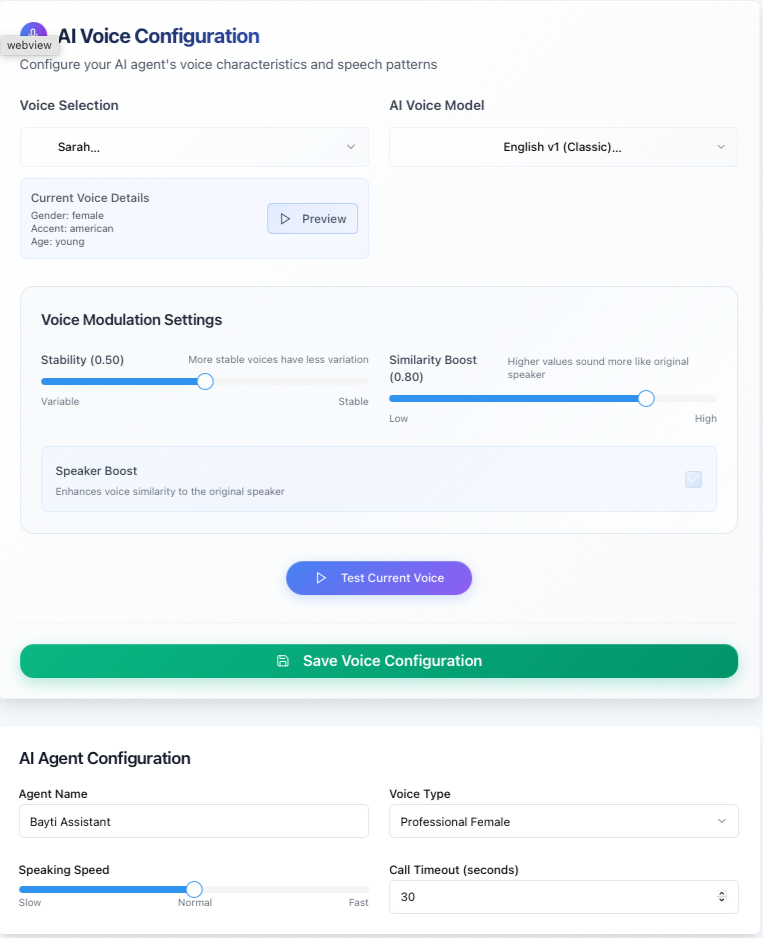 AI Voice Configuration
webview
Configure your AI agent's voice characteristics and speech patterns
Voice Selection
AI Voice Model
Sarah...
English v1 (Classic)...
Current Voice Details
Gender: female
Accent: american
Age: young
Preview
Voice Modulation Settings
Stability (0.50)
More stable voices have less variation
Variable
Stable
Similarity Boost
(0.80)
Higher values sound more like original
speaker
Low
High
Speaker Boost
Enhances voice similarity to the original speaker
Test Current Voice
Save Voice Configuration
AI Agent Configuration
Agent Name
Bayti Assistant
Voice Type
Professional Female
Speaking Speed
Slow
Normal
Fast
Call Timeout (seconds)
30